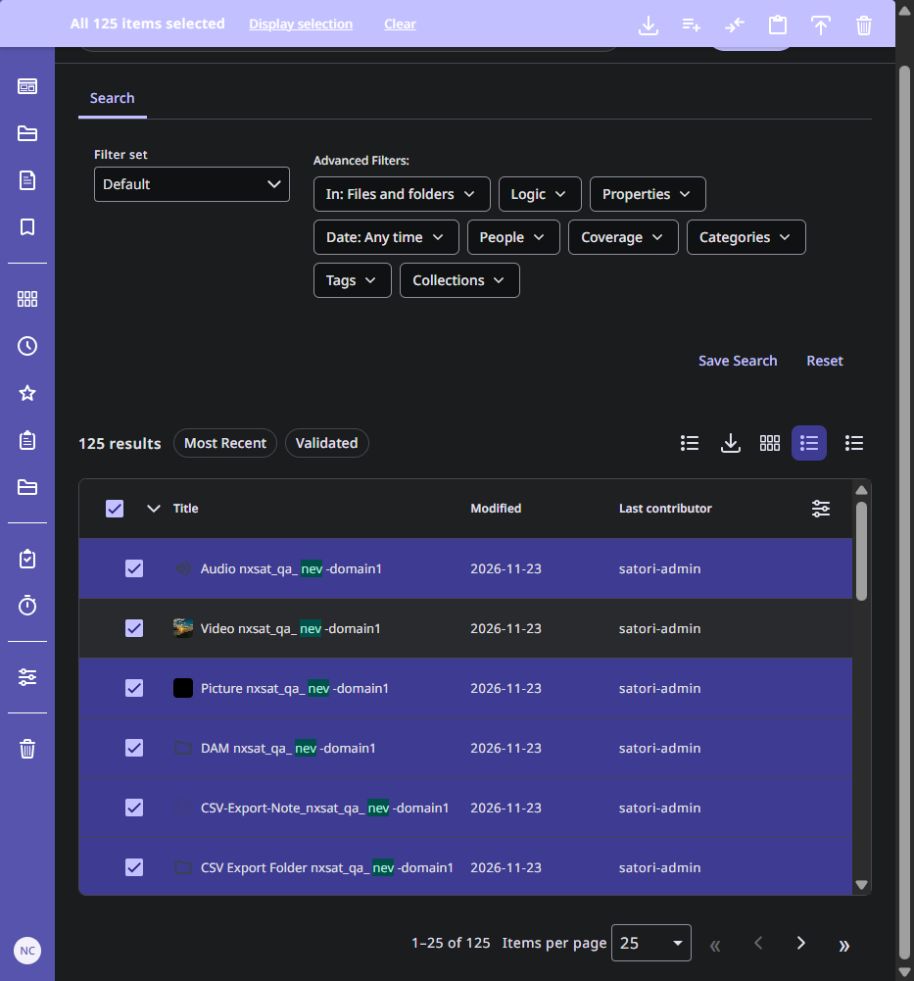 All 125 items selected Display selection Clear
Search
Filter set
Default
Advanced Filters:
In: Files and folders Logic Properties
Date: Any time People Coverage Categories
Tags Collections
Save Search Reset
125 results Most Recent Validated
Title Modified Last contributor
Audio nxsat_qa_nev-domain1 2026-11-23 satori-admin
Video nxsat_qa_nev-domain1 2026-11-23 satori-admin
Picture nxsat_qa_nev-domain1 2026-11-23 satori-admin
DAM nxsat_qa_nev-domain1 2026-11-23 satori-admin
CSV-Export-Note_nxsat_qa_nev-domain1 2026-11-23 satori-admin
CSV Export Folder nxsat_qa_nev-domain1 2026-11-23 satori-admin
NC
1–25 of 125 Items per page 25